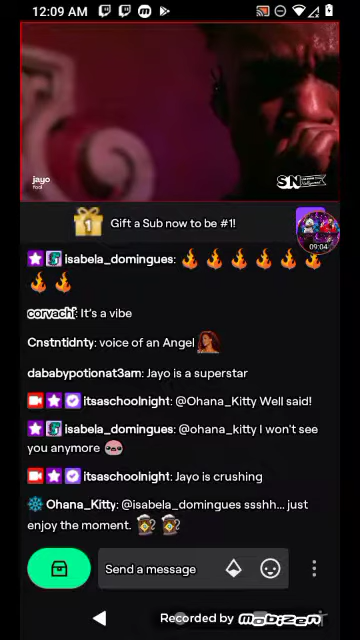 12:09 AM
jayo
SN
Gift a Sub now to be #1!
1
09:04
isabela_domingues:
corvachi: It's a vibe
Cnstntidnty: voice of an Angel
dababypotionat3am: Jayo is a superstar
itsaschoolnight: @Ohana_Kitty Well said!
isabela_domingues: @ohana_kitty I won't see
you anymore
itsaschoolnight: Jayo is crushing
Ohana_Kitty: @isabela_domingues ssshh... just
enjoy the moment.
Send a message
Recorded by mobizen